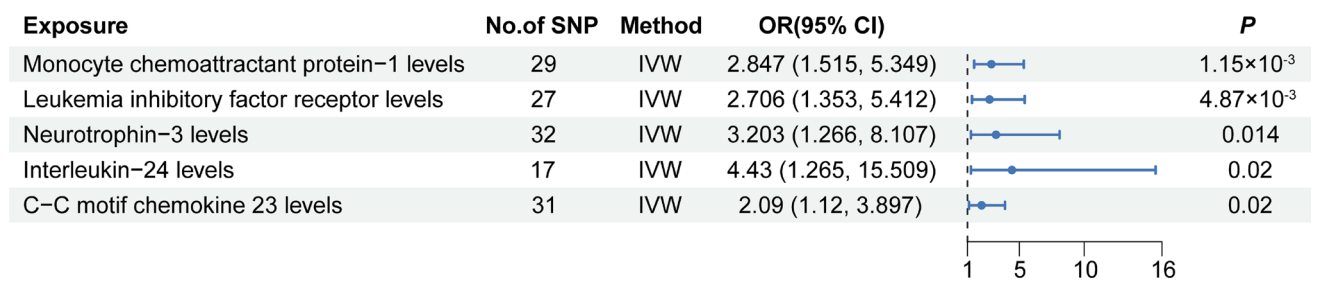 Exposure No.of SNP Method OR(95% CI) P
Monocyte chemoattractant protein−1 levels 29 IVW 2.847 (1.515, 5.349) 1.15×10⁻³
Leukemia inhibitory factor receptor levels 27 IVW 2.706 (1.353, 5.412) 4.87×10⁻³
Neurotrophin−3 levels 32 IVW 3.203 (1.266, 8.107) 0.014
Interleukin−24 levels 17 IVW 4.43 (1.265, 15.509) 0.02
C−C motif chemokine 23 levels 31 IVW 2.09 (1.12, 3.897) 0.02
1 5 10 16